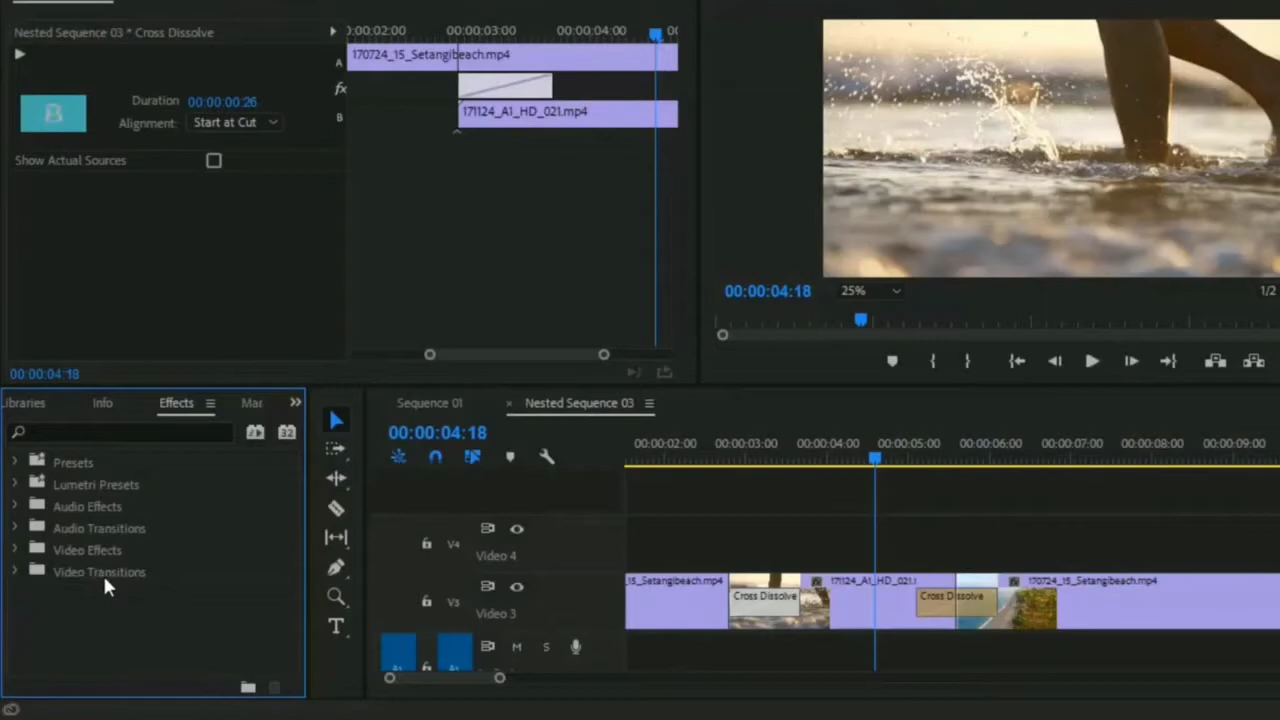 Nested Sequence 03 * Cross Dissolve
:00:00:02:00
00:00:03:00
00:00:04:00
00
A
170724_15_Setangibeach.mp4
fx
B
171124_A1_HD_021.mp4
B
Duration 00:00:00:26
Alignment: Start at Cut
Show Actual Sources
00:00:04:18
00:00:04:18
25%
1/2
ibraries
Info
Effects
Mar
32
Presets
Lumetri Presets
Audio Effects
Audio Transitions
Video Effects
Video Transitions
T
Sequence 01
× Nested Sequence 03
00:00:04:18
00:00:02:00
00:00:03:00
00:00:04:00
00:00:05:00
00:00:06:00
00:00:07:00
00:00:08:00
00:00:09:00
V4
Video 4
V3
Video 3
A1
A1
M
S
_15_Setangibeach.mp4
Cross Dissolve
171124_A1_HD_021.
Cross Dissolve
170724_15_Setangibeach.mp4